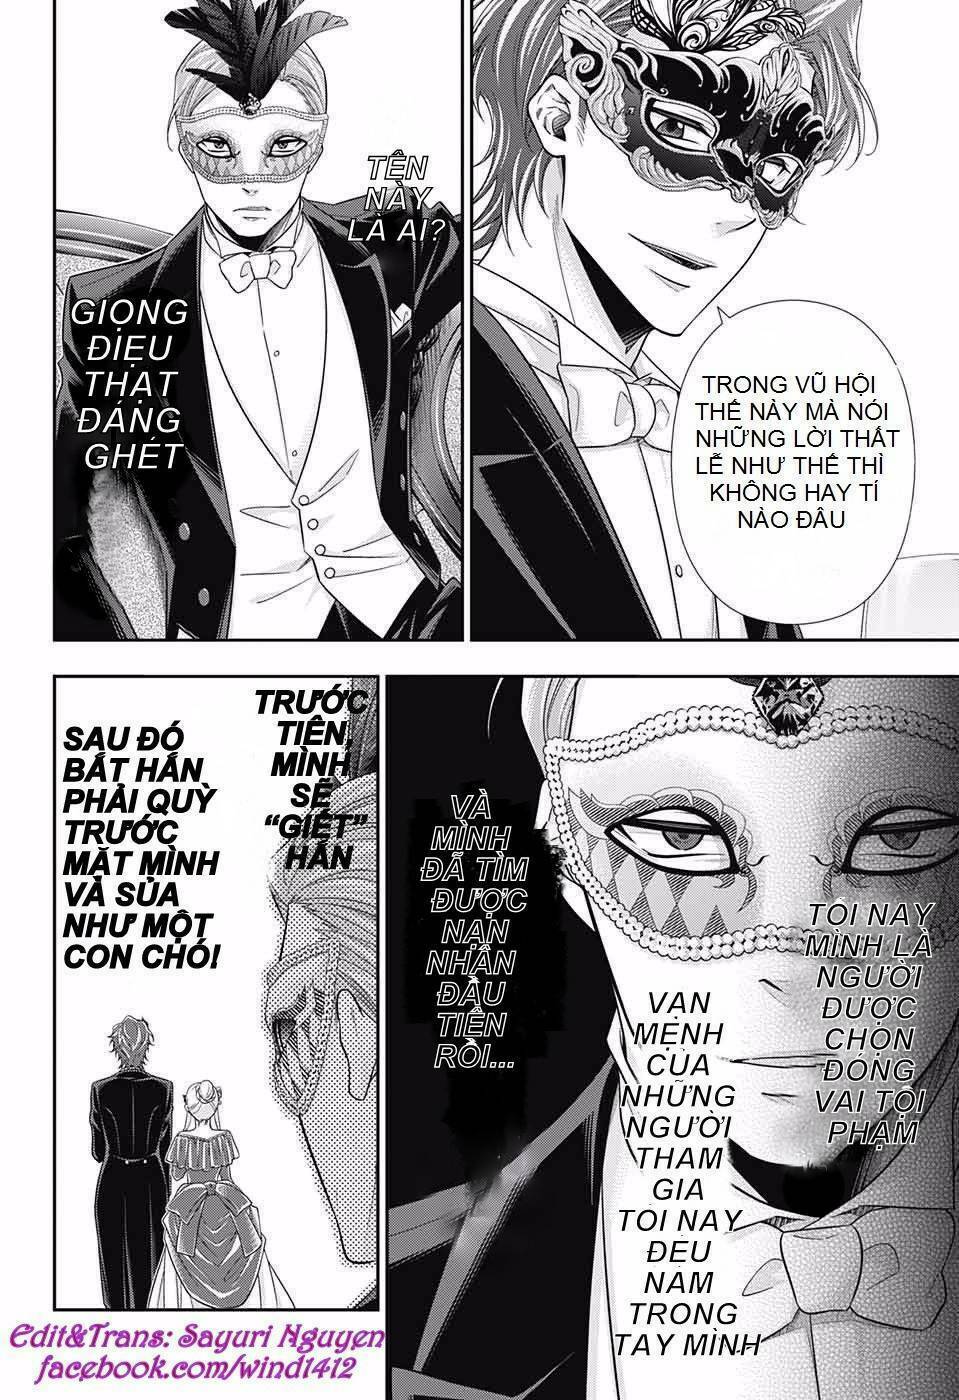 TRONG VŨ HỘI
THẾ NÀY MÀ NÓI
NHỮNG LỜI THẤT
LỄ NHƯ THẾ THÌ
KHÔNG HAY TÍ
NÀO ĐÂU
TÊN
NÀY
LÀ AI?
GIỌNG
ĐIỆU
THẬT
ĐÁNG
GHÉT
TỐI NAY
MÌNH LÀ
NGƯỜI
ĐƯỢC
CHỌN
ĐÓNG
VAI TỘI
PHẠM
VẬN
MỆNH
CỦA
NHỮNG
NGƯỜI
THAM
GIA
TỐI NAY
ĐỀU
NẰM
TRONG
TAY MÌNH
VÀ
MÌNH
ĐÃ TÌM
ĐƯỢC
NẠN
NHÂN
ĐẦU
TIÊN
RỒI...
TRƯỚC
TIÊN,
MÌNH
SẼ
"GIẾT"
HẮN
SAU ĐÓ
BẮT HẮN
PHẢI QUỲ
TRƯỚC
MẶT MÌNH
VÀ SỦA
NHƯ MỘT
CON CHÓ!
Edit&Trans: Sayuri Nguyen
facebook.com/wind1412